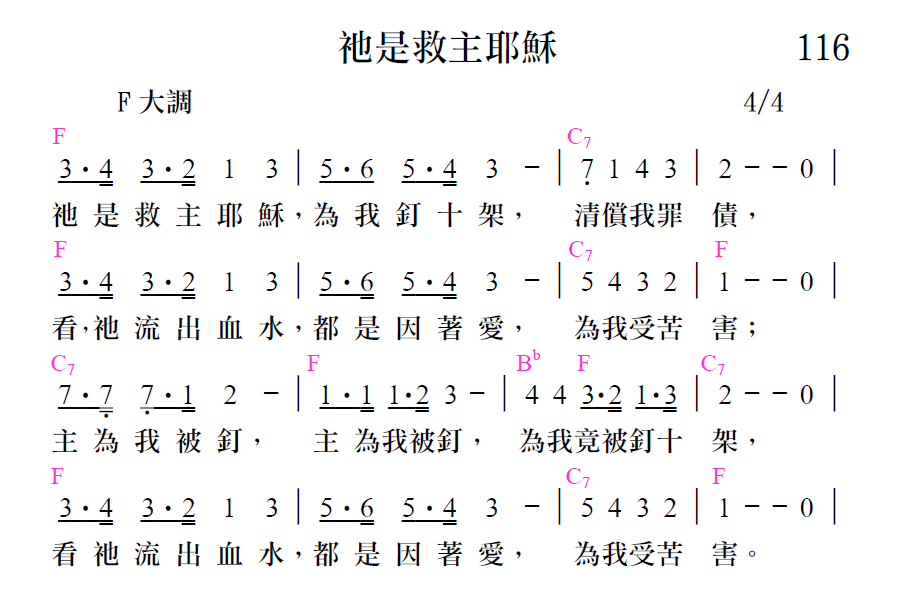 祂是救主耶穌 116
F 大調 4/4
F C7
3·4 3·2 1 3 | 5·6 5·4 3 − | 7 1 4 3 | 2 − − 0 |
祂是救主耶穌，為我釘十架， 清償我罪債，
F C7 F
3·4 3·2 1 3 | 5·6 5·4 3 − | 5 4 3 2 | 1 − − 0 |
看，祂流出血水，都是因著愛， 為我受苦害；
C7 F Bb F C7
7·7 7·1 2 − | 1·1 1·2 3 − | 4 4 3·2 1·3 | 2 − − 0 |
主為我被釘， 主為我被釘， 為我竟被釘十架，
F C7 F
3·4 3·2 1 3 | 5·6 5·4 3 − | 5 4 3 2 | 1 − − 0 |
看祂流出血水，都是因著愛， 為我受苦害。